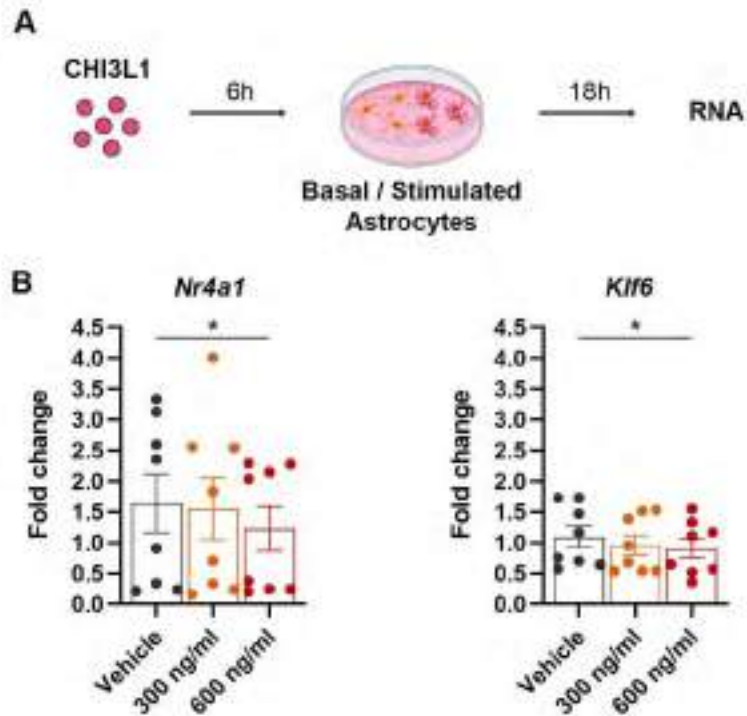 A
CHI3L1
6h
Basal / Stimulated
Astrocytes
18h
RNA
B
Nr4a1
*
Fold change
4.5
4.0
3.5
3.0
2.5
2.0
1.5
1.0
0.5
0.0
Vehicle
300 ng/ml
600 ng/ml
Klf6
*
Fold change
4.5
4.0
3.5
3.0
2.5
2.0
1.5
1.0
0.5
0.0
Vehicle
300 ng/ml
600 ng/ml